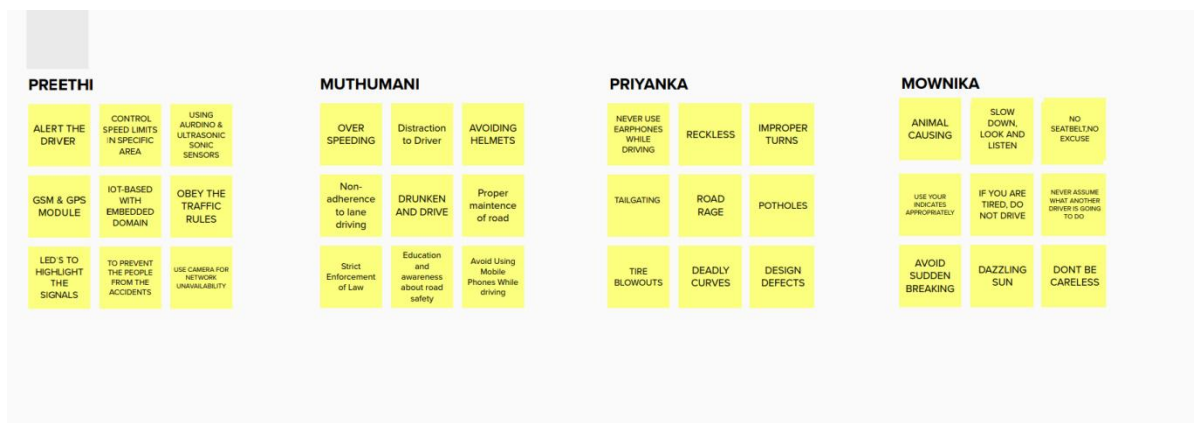 PREETHI
ALERT THE
DRIVER
CONTROL
SPEED LIMITS
IN SPECIFIC
AREA
USING
AURDINO &
ULTRASONIC
SONIC
SENSORS
GSM & GPS
MODULE
IOT-BASED
WITH
EMBEDDED
DOMAIN
OBEY THE
TRAFFIC
RULES
LED'S TO
HIGHLIGHT
THE
SIGNALS
TO PREVENT
THE PEOPLE
FROM THE
ACCIDENTS
USE CAMERA FOR
NETWORK
UNAVAILABILITY
MUTHUMANI
OVER
SPEEDING
Distraction
to Driver
AVOIDING
HELMETS
Non-
adherence
to lane
driving
DRUNKEN
AND DRIVE
Proper
maintence
of road
Strict
Enforcement
of Law
Education
and
awareness
about road
safety
Avoid Using
Mobile
Phones While
driving
PRIYANKA
NEVER USE
EARPHONES
WHILE
DRIVING
RECKLESS
IMPROPER
TURNS
TAILGATING
ROAD
RAGE
POTHOLES
TIRE
BLOWOUTS
DEADLY
CURVES
DESIGN
DEFECTS
MOWNIKA
ANIMAL
CAUSING
SLOW
DOWN,
LOOK AND
LISTEN
NO
SEATBELT,NO
EXCUSE
USE YOUR
INDICATES
APPROPRIATELY
IF YOU ARE
TIRED, DO
NOT DRIVE
NEVER ASSUME
WHAT ANOTHER
DRIVER IS GOING
TO DO
AVOID
SUDDEN
BREAKING
DAZZLING
SUN
DONT BE
CARELESS